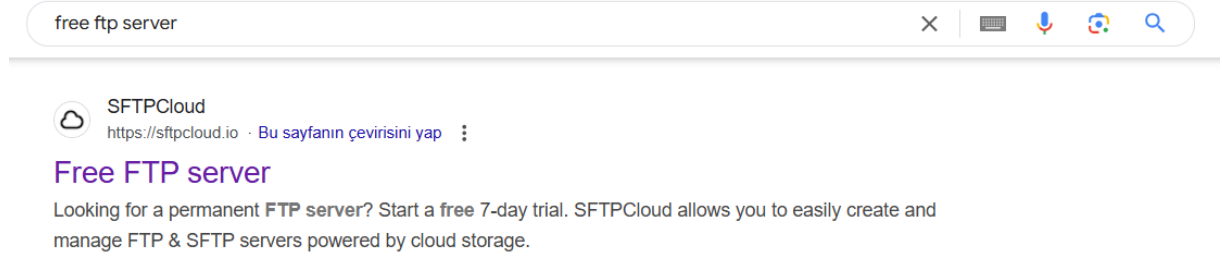 free ftp server
SFTPCloud
https://sftpcloud.io · Bu sayfanın çevirisini yap
Free FTP server
Looking for a permanent FTP server? Start a free 7-day trial. SFTPCloud allows you to easily create and
manage FTP & SFTP servers powered by cloud storage.